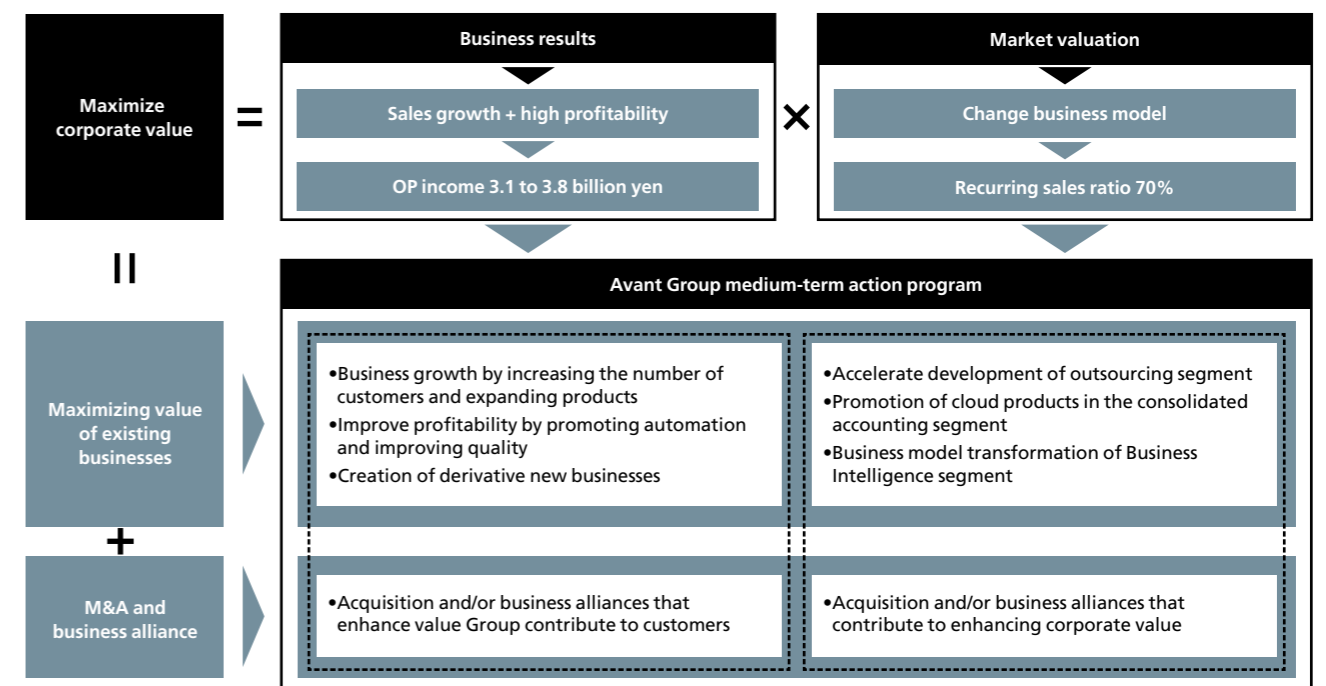 Maximize
corporate value
=
Business results
Sales growth + high profitability
OP income 3.1 to 3.8 billion yen
×
Market valuation
Change business model
Recurring sales ratio 70%
=
Avant Group medium-term action program
Maximizing value
of existing
businesses
•Business growth by increasing the number of
customers and expanding products
•Improve profitability by promoting automation
and improving quality
•Creation of derivative new businesses
•Accelerate development of outsourcing segment
•Promotion of cloud products in the consolidated
accounting segment
•Business model transformation of Business
Intelligence segment
+
M&A and
business alliance
•Acquisition and/or business alliances that
enhance value Group contribute to customers
•Acquisition and/or business alliances that
contribute to enhancing corporate value